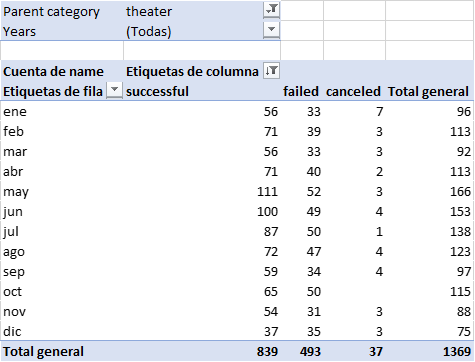 Parent category theater
Years (Todas)
Cuenta de name Etiquetas de columna
Etiquetas de fila successful failed canceled Total general
ene 56 33 7 96
feb 71 39 3 113
mar 56 33 3 92
abr 71 40 2 113
may 111 52 3 166
jun 100 49 4 153
jul 87 50 1 138
ago 72 47 4 123
sep 59 34 4 97
oct 65 50 115
nov 54 31 3 88
dic 37 35 3 75
Total general 839 493 37 1369